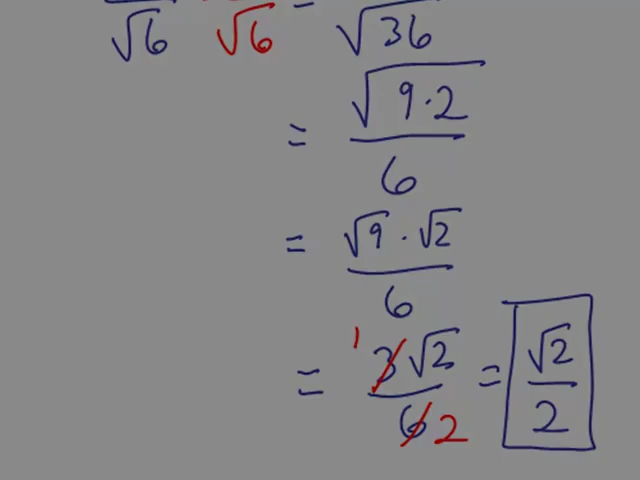 √6 √6 = √36
= √9·2
6
= √9 · √2
6
= 1 3√2 = √2
6 2 2